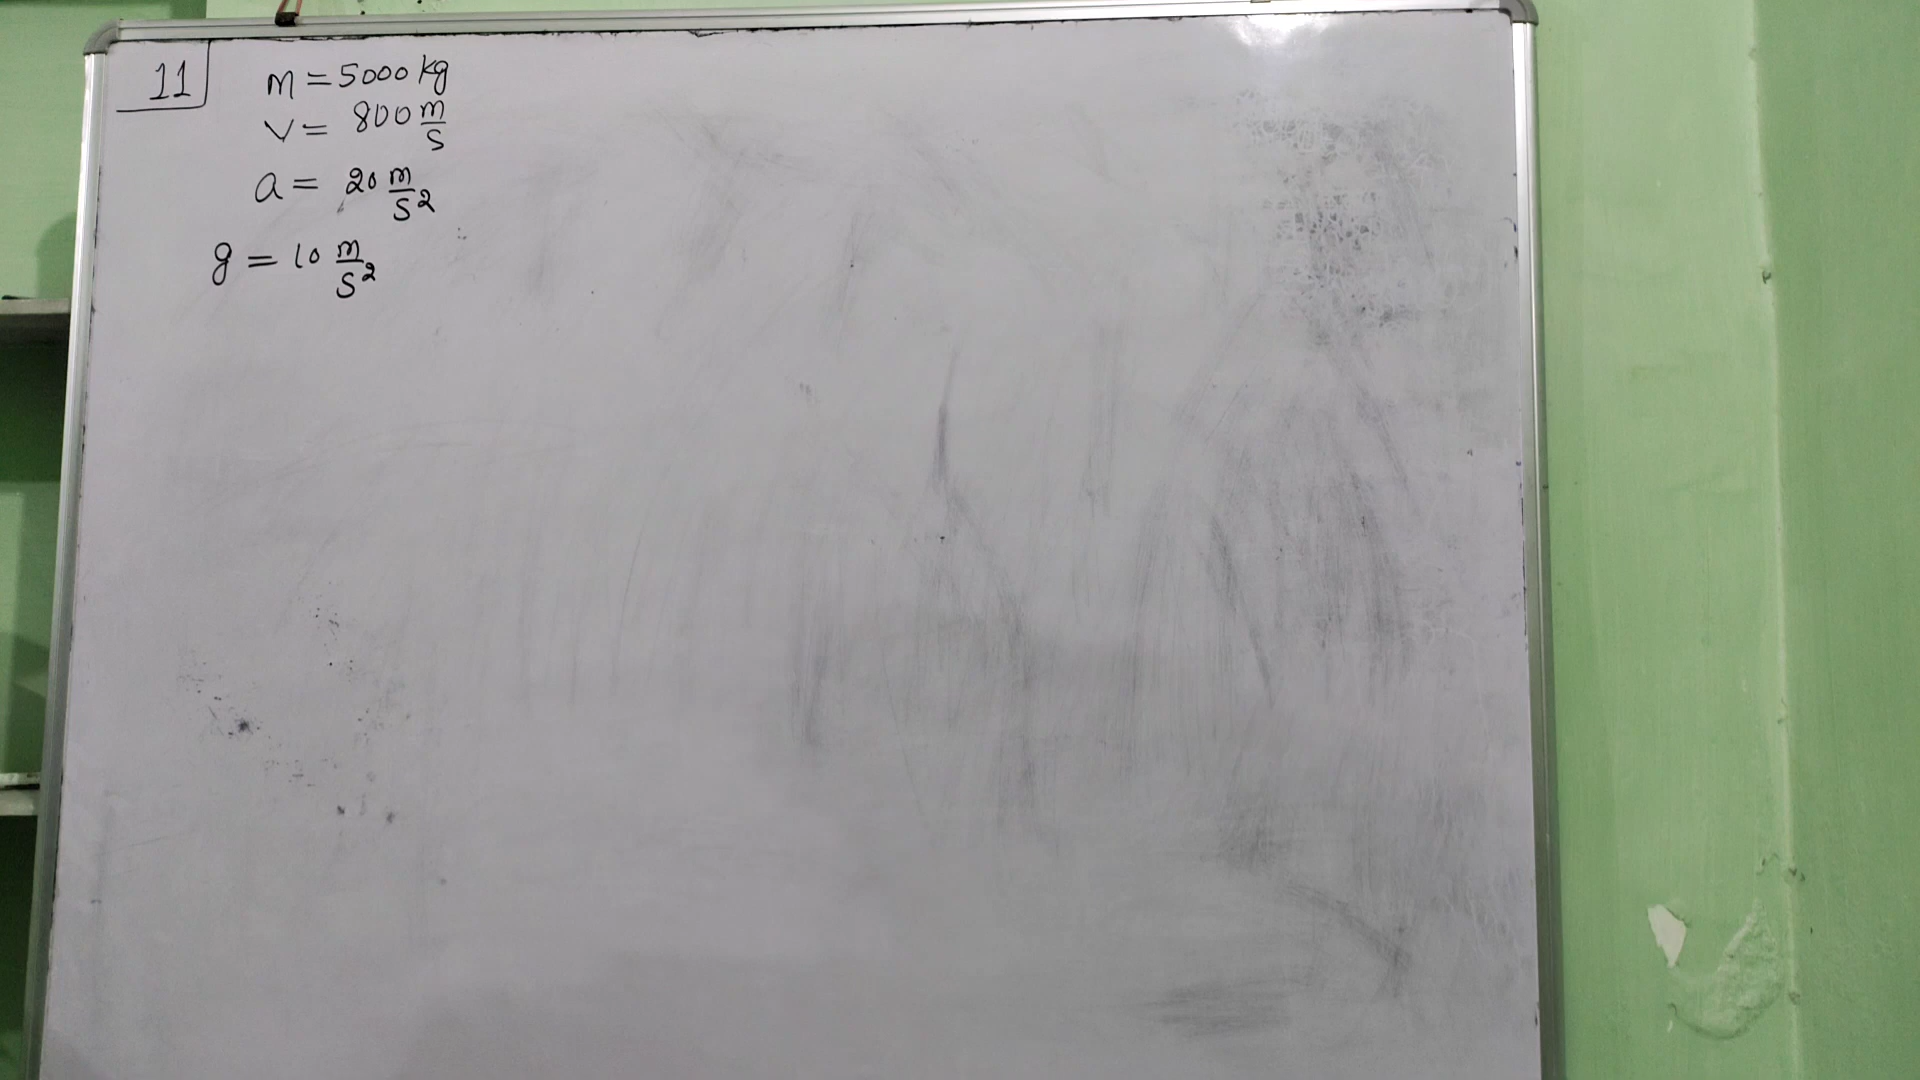 11
m = 5000 kg
v = 800 m/s
a = 20 m/s²
g = 10 m/s²